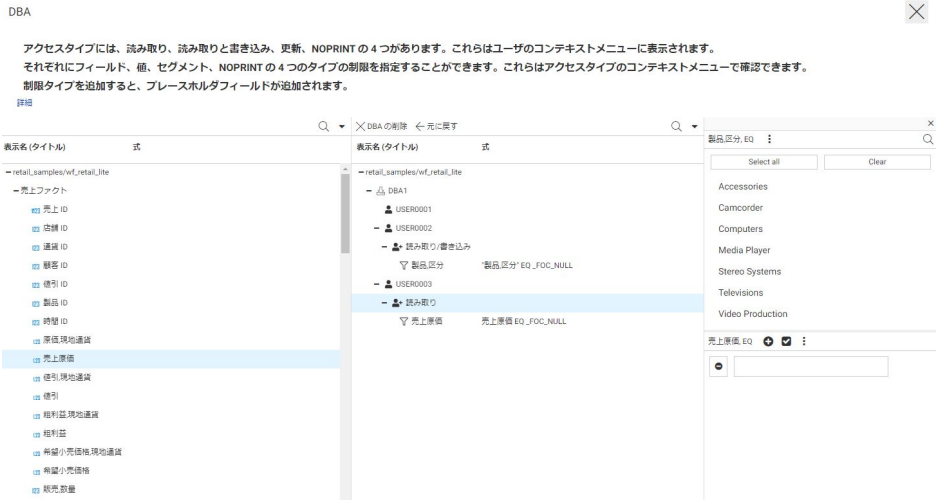 DBA
アクセスタイプには、読み取り、読み取りと書き込み、更新、NOPRINT の 4 つがあります。これらはユーザのコンテキストメニューに表示されます。
それぞれにフィールド、値、セグメント、NOPRINT の 4 つのタイプの制限を指定することができます。これらはアクセスタイプのコンテキストメニューで確認できます。
制限タイプを追加すると、プレースホルダフィールドが追加されます。
詳細
表示名 (タイトル) 式
retail_samples/wf_retail_lite
売上ファクト
売上 ID
店舗 ID
通貨 ID
顧客 ID
値引 ID
製品 ID
時間 ID
原価,現地通貨
売上原価
値引,現地通貨
値引
粗利益,現地通貨
粗利益
希望小売価格,現地通貨
希望小売価格
販売,数量
DBA の削除 元に戻す
表示名 (タイトル) 式
retail_samples/wf_retail_lite
DBA1
USER0001
USER0002
読み取り/書き込み
製品,区分 "製品,区分" EQ _FOC_NULL
USER0003
読み取り
売上原価 売上原価 EQ _FOC_NULL
製品,区分, EQ
Select all Clear
Accessories
Camcorder
Computers
Media Player
Stereo Systems
Televisions
Video Production
売上原価, EQ